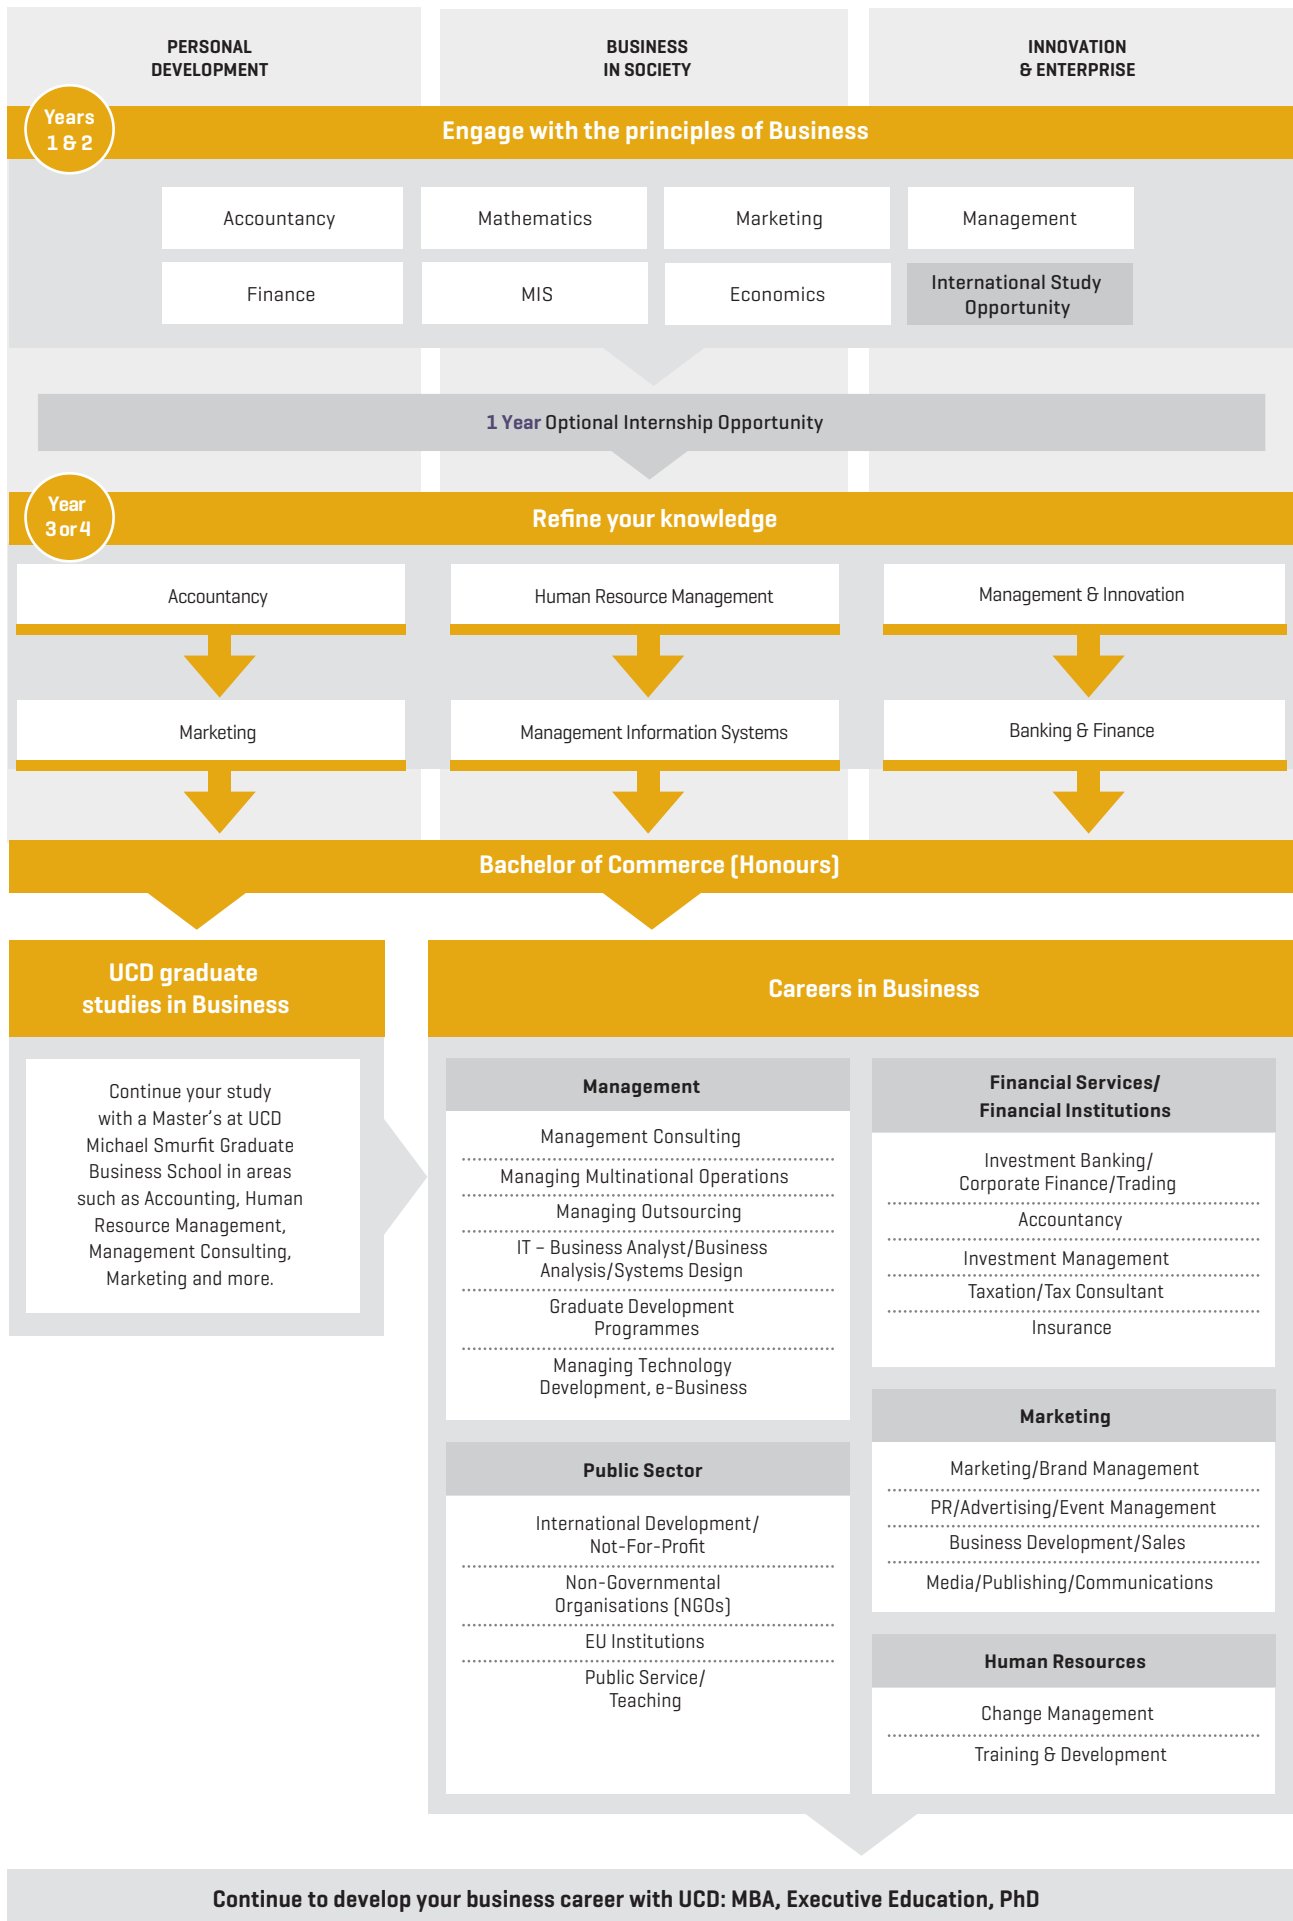 PERSONAL
DEVELOPMENT
BUSINESS
IN SOCIETY
INNOVATION
& ENTERPRISE
Years
1 & 2
Engage with the principles of Business
Accountancy
Mathematics
Marketing
Management
Finance
MIS
Economics
International Study
Opportunity
1 Year Optional Internship Opportunity
Year
3 or 4
Refine your knowledge
Accountancy
Human Resource Management
Management & Innovation
Marketing
Management Information Systems
Banking & Finance
Bachelor of Commerce (Honours)
UCD graduate
studies in Business
Continue your study
with a Master's at UCD
Michael Smurfit Graduate
Business School in areas
such as Accounting, Human
Resource Management,
Management Consulting,
Marketing and more.
Careers in Business
Management
Management Consulting
Managing Multinational Operations
Managing Outsourcing
IT – Business Analyst/Business
Analysis/Systems Design
Graduate Development
Programmes
Managing Technology
Development, e-Business
Public Sector
International Development/
Not-For-Profit
Non-Governmental
Organisations (NGOs)
EU Institutions
Public Service/
Teaching
Financial Services/
Financial Institutions
Investment Banking/
Corporate Finance/Trading
Accountancy
Investment Management
Taxation/Tax Consultant
Insurance
Marketing
Marketing/Brand Management
PR/Advertising/Event Management
Business Development/Sales
Media/Publishing/Communications
Human Resources
Change Management
Training & Development
Continue to develop your business career with UCD: MBA, Executive Education, PhD